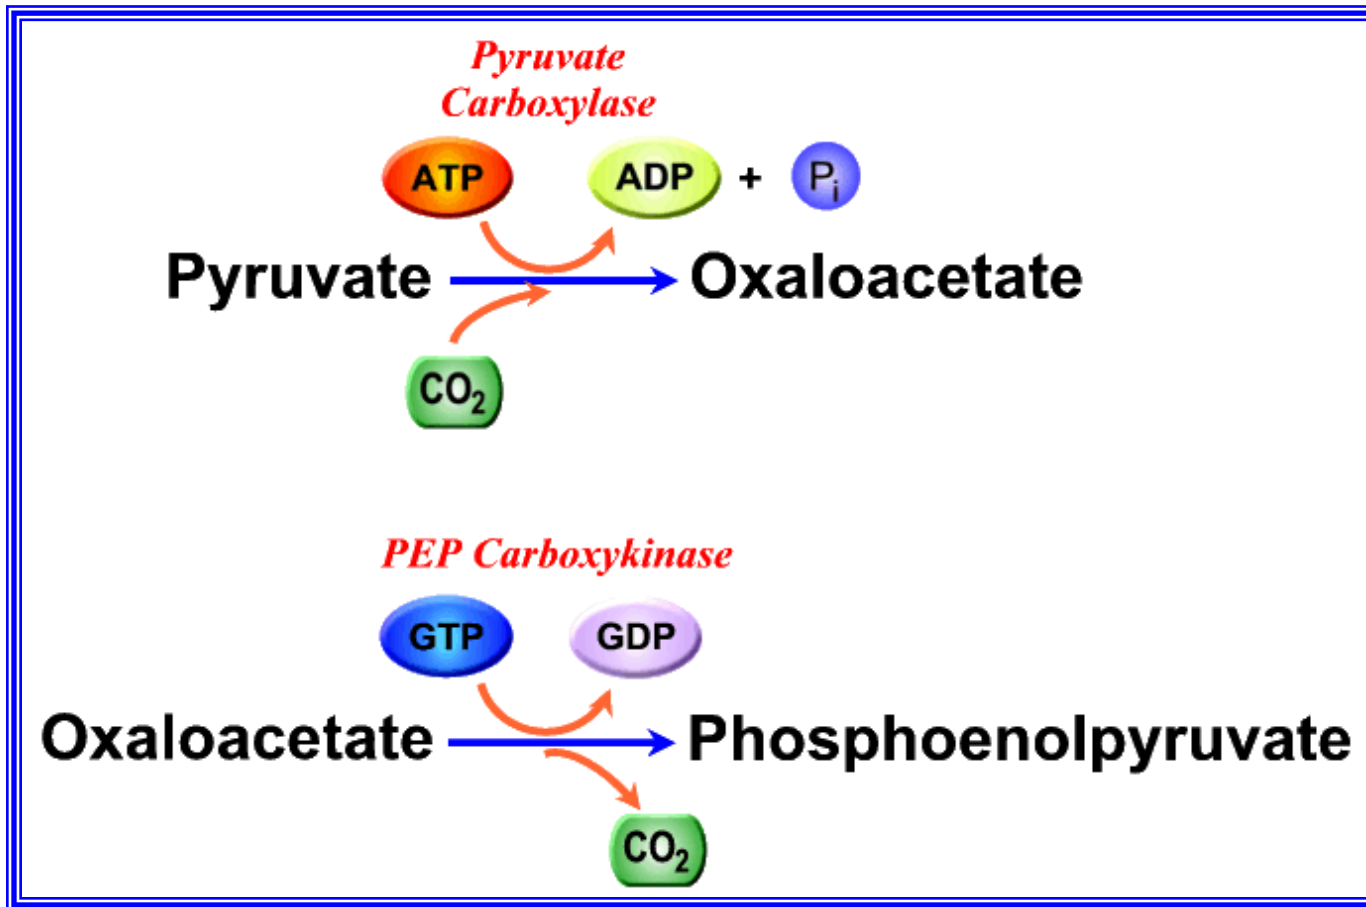 Pyruvate
Carboxylase
ATP ADP + Pi
Pyruvate Oxaloacetate
CO2
PEP Carboxykinase
GTP GDP
Oxaloacetate Phosphoenolpyruvate
CO2